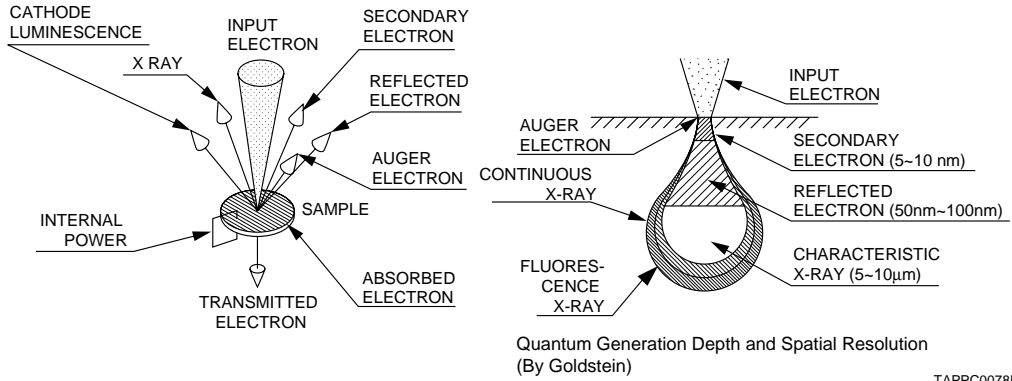 CATHODE
LUMINESCENCE
X RAY
INPUT
ELECTRON
SECONDARY
ELECTRON
REFLECTED
ELECTRON
AUGER
ELECTRON
SAMPLE
INTERNAL
POWER
ABSORBED
ELECTRON
TRANSMITTED
ELECTRON
INPUT
ELECTRON
AUGER
ELECTRON
SECONDARY
ELECTRON (5~10 nm)
CONTINUOUS
X-RAY
REFLECTED
ELECTRON (50nm~100nm)
CHARACTERISTIC
X-RAY (5~10μm)
FLUORES-
CENCE
X-RAY
Quantum Generation Depth and Spatial Resolution
(By Goldstein)